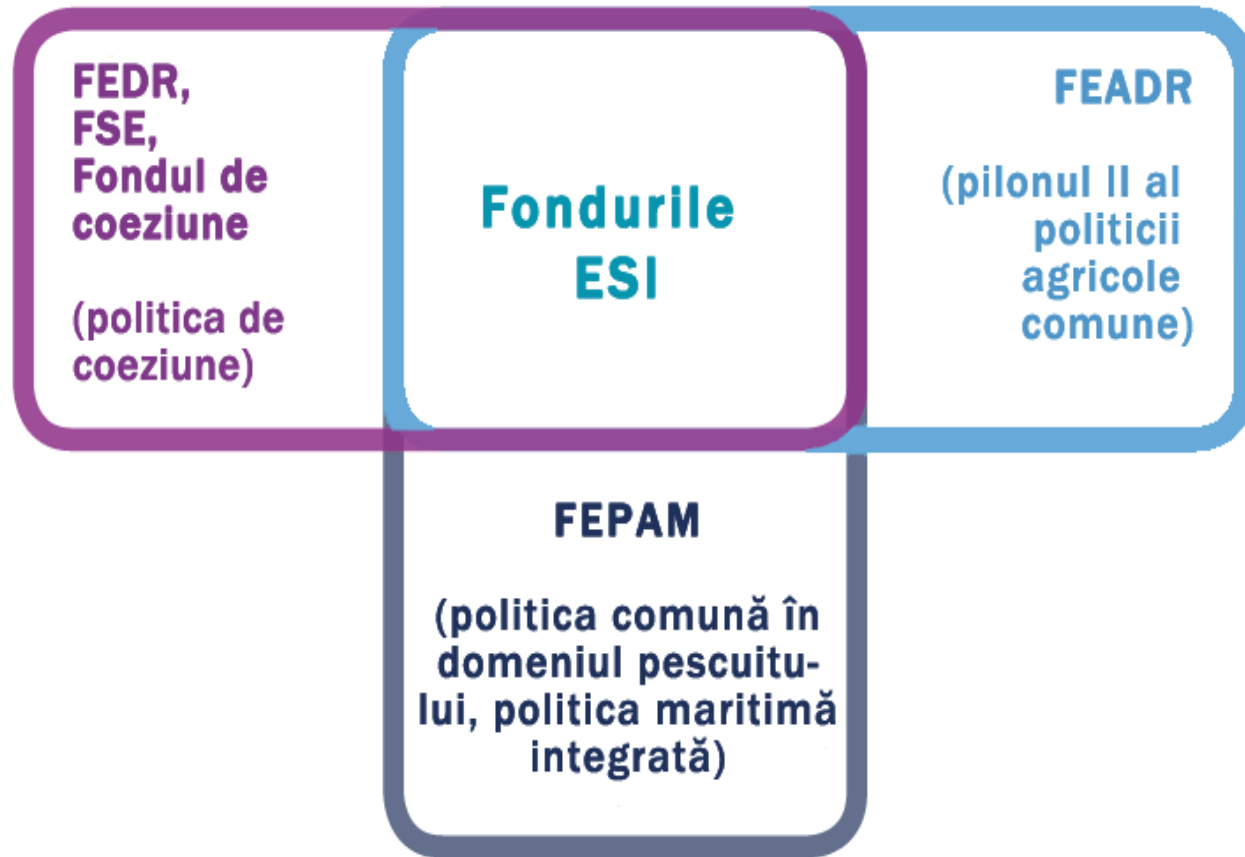 FEDR,
FSE,
Fondul de
coeziune
(politica de
coeziune)
Fondurile
ESI
FEADR
(pilonul II al
politicii
agricole
comune)
FEPAM
(politica comună în
domeniul pescuitu-
lui, politica maritimă
integrată)